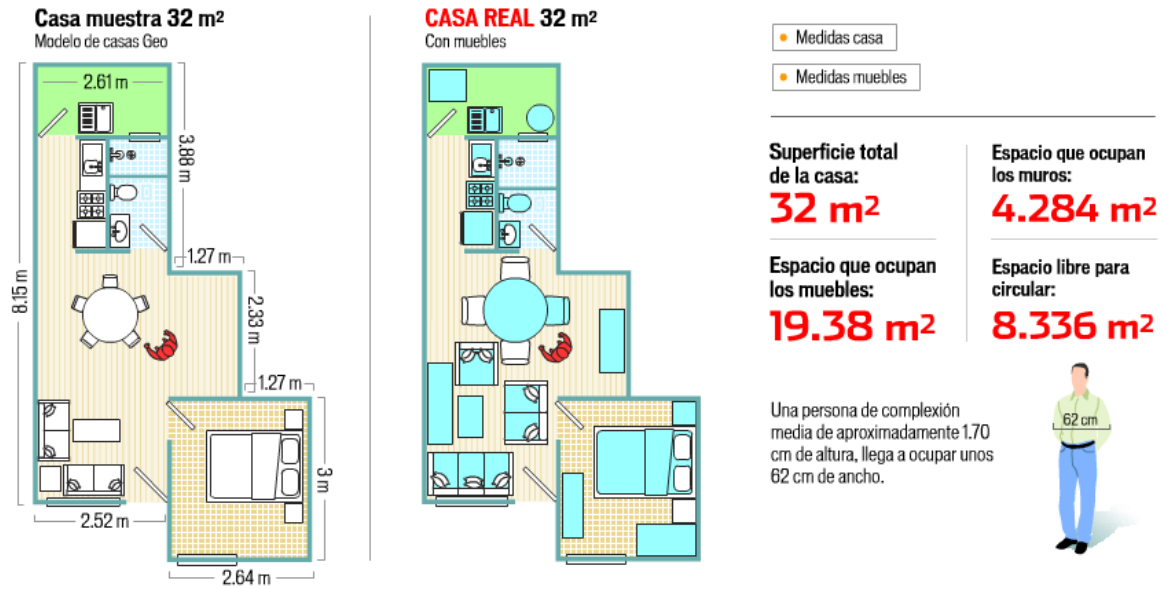 Casa muestra 32 m²
Modelo de casas Geo
2.61 m
3.88 m
1.27 m
8.15 m
2.33 m
1.27 m
3 m
2.52 m
2.64 m
CASA REAL 32 m²
Con muebles
• Medidas casa
• Medidas muebles
Superficie total
de la casa:
32 m²
Espacio que ocupan
los muros:
4.284 m²
Espacio que ocupan
los muebles:
19.38 m²
Espacio libre para
circular:
8.336 m²
Una persona de complexión
media de aproximadamente 1.70
cm de altura, llega a ocupar unos
62 cm de ancho.
62 cm